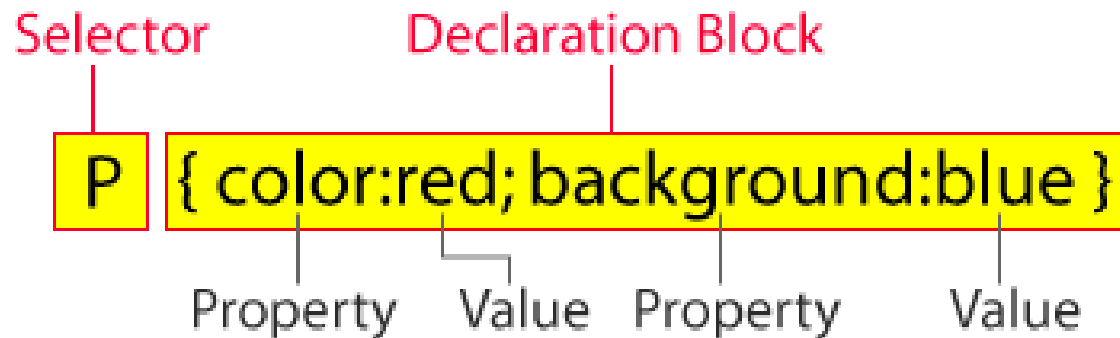 Selector Declaration Block
P { color:red; background:blue }
Property Value Property Value